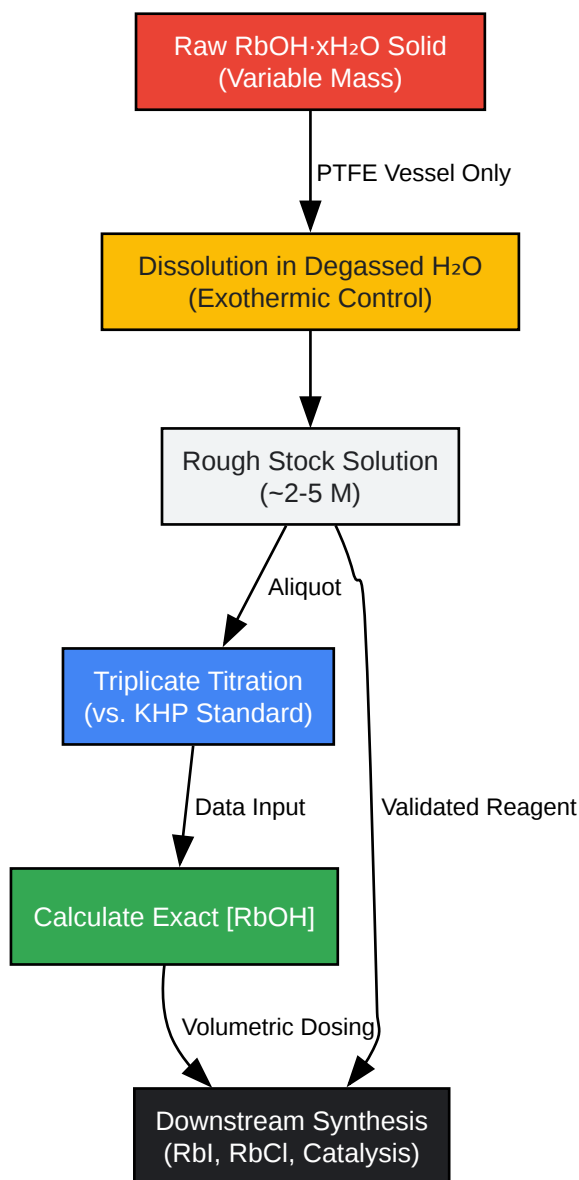 Raw RbOH·xH₂O Solid
(Variable Mass)
PTFE Vessel Only
Dissolution in Degassed H₂O
(Exothermic Control)
Rough Stock Solution
(~2-5 M)
Aliquot
Triplicate Titration
(vs. KHP Standard)
Data Input
Validated Reagent
Calculate Exact [RbOH]
Volumetric Dosing
Downstream Synthesis
(RbI, RbCl, Catalysis)